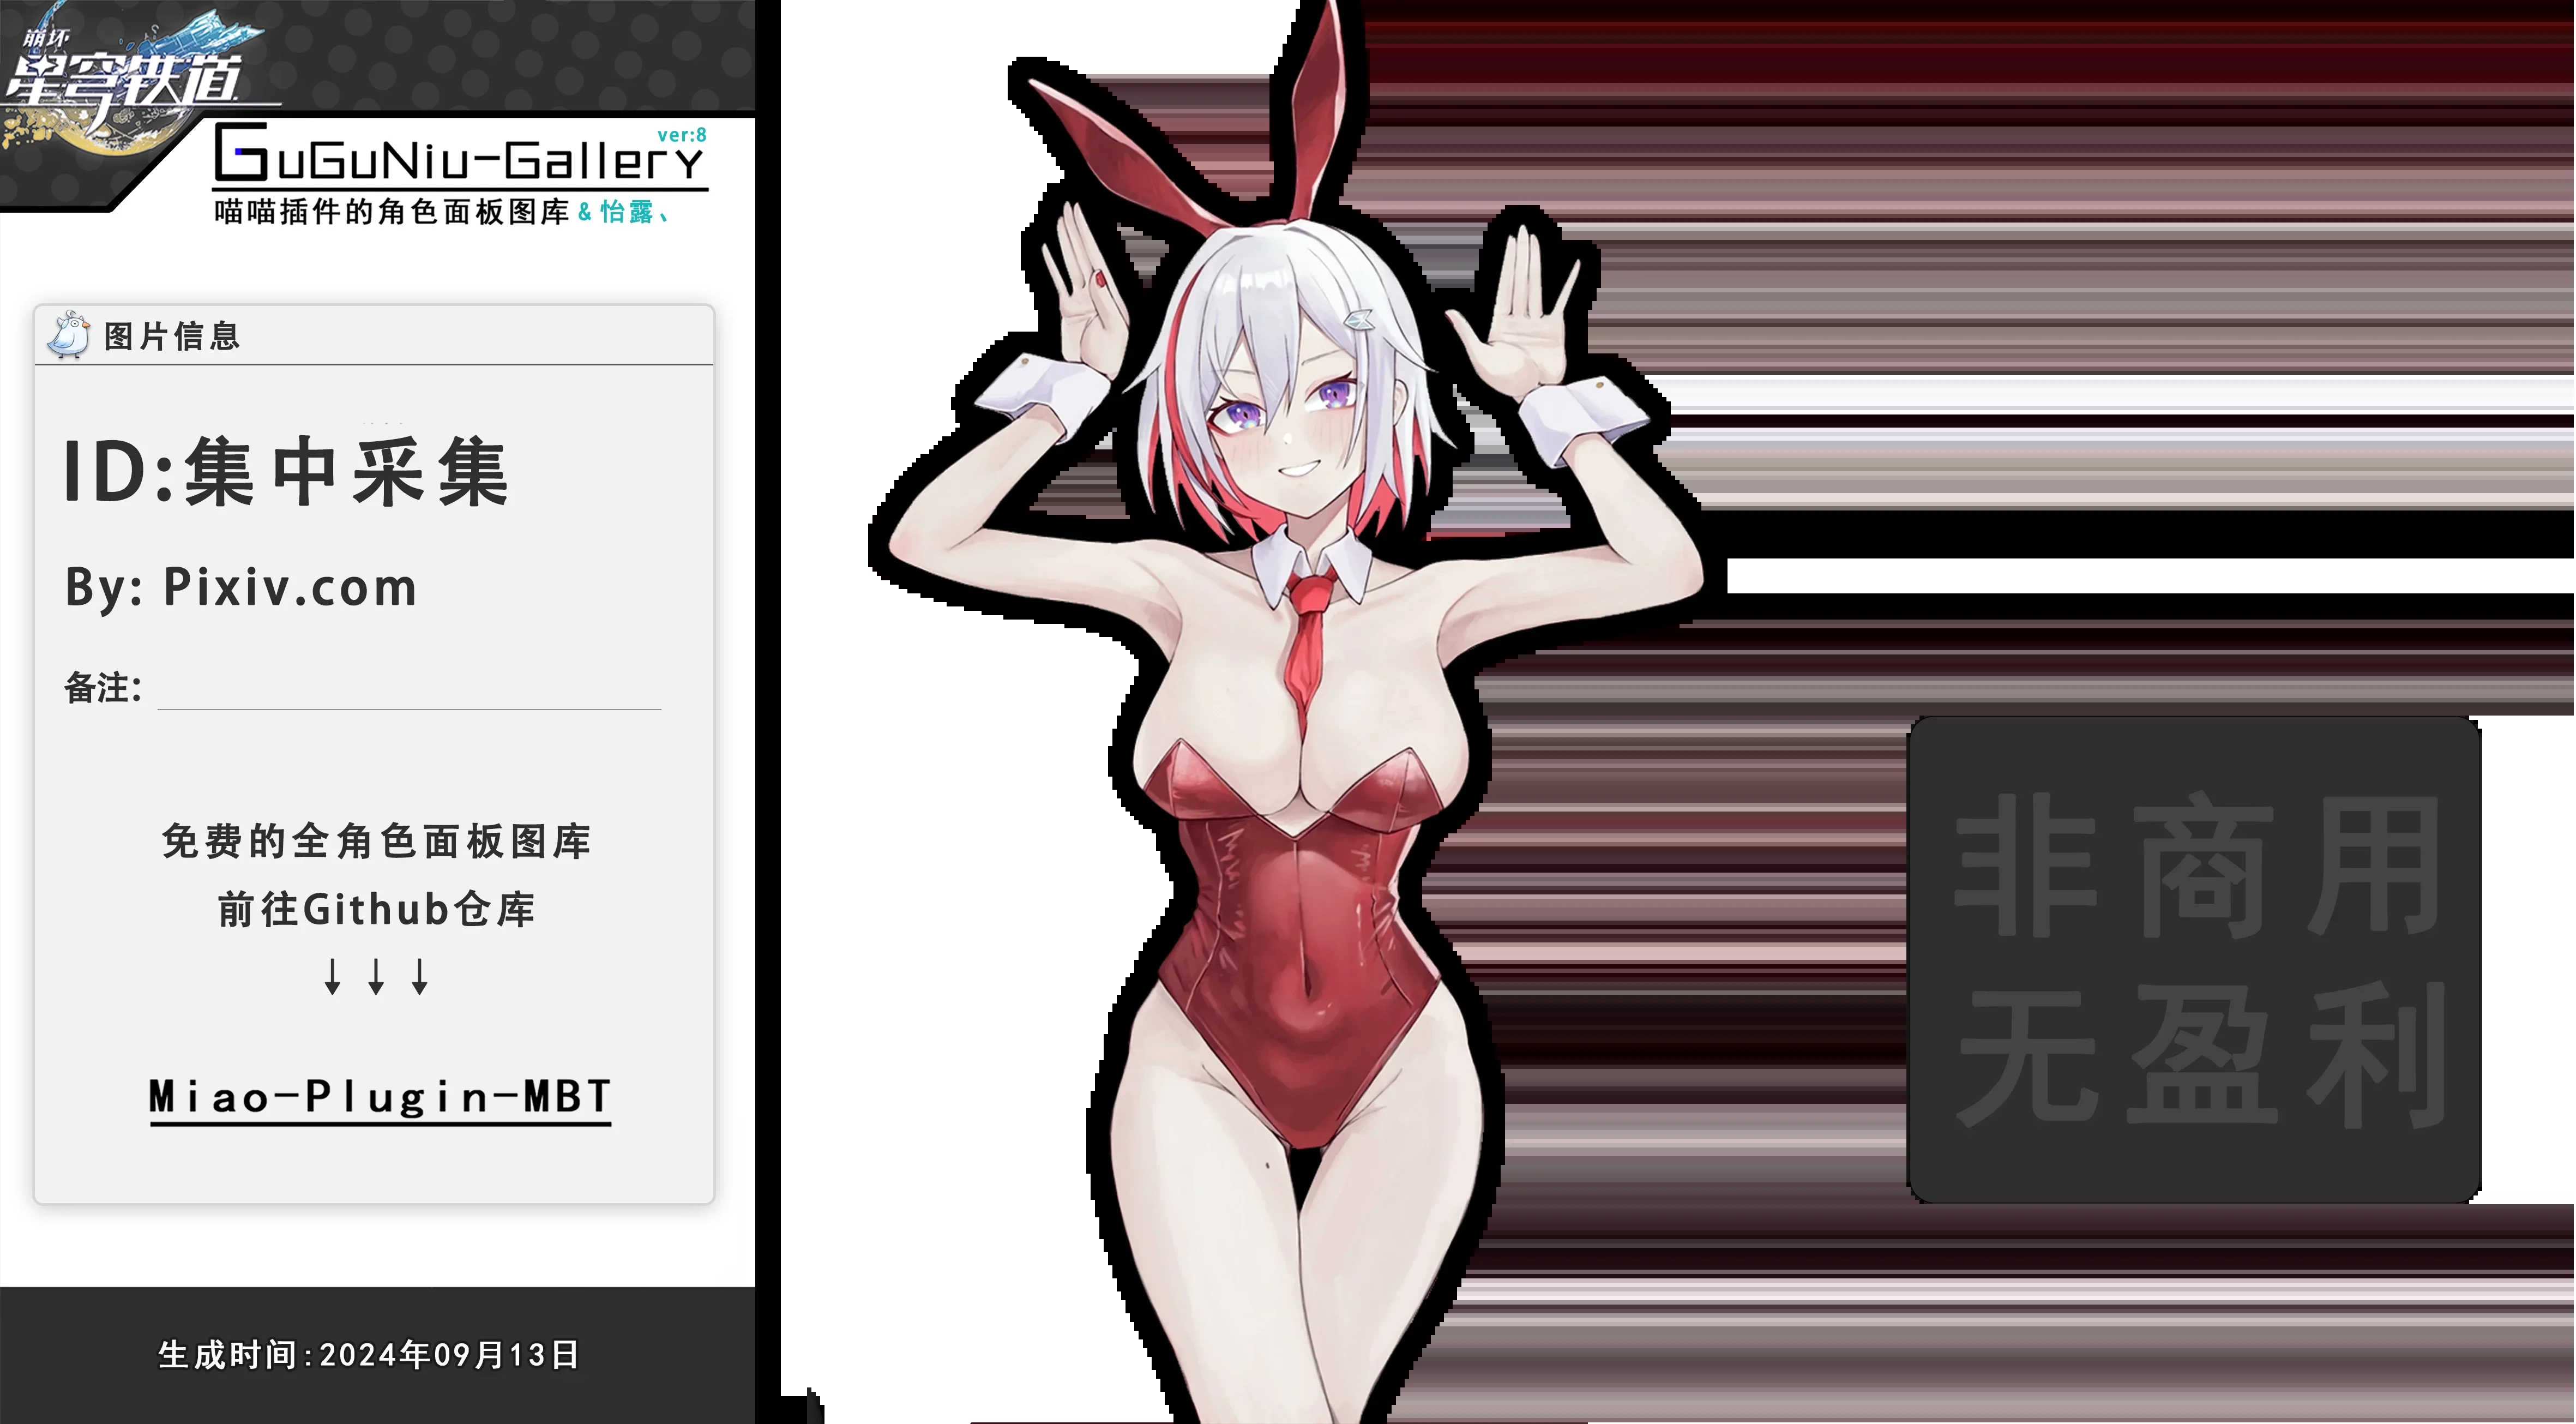 崩坏
星穹铁道
GuGuNiu-Gallery
ver:8
喵喵插件的角色面板图库 & 怡露、
图片信息
ID:集中采集
By: Pixiv.com
备注:
免费的全角色面板图库
前往Github仓库
↓ ↓ ↓
Miao-Plugin-MBT
生成时间:2024年09月13日
非商用
无盈利